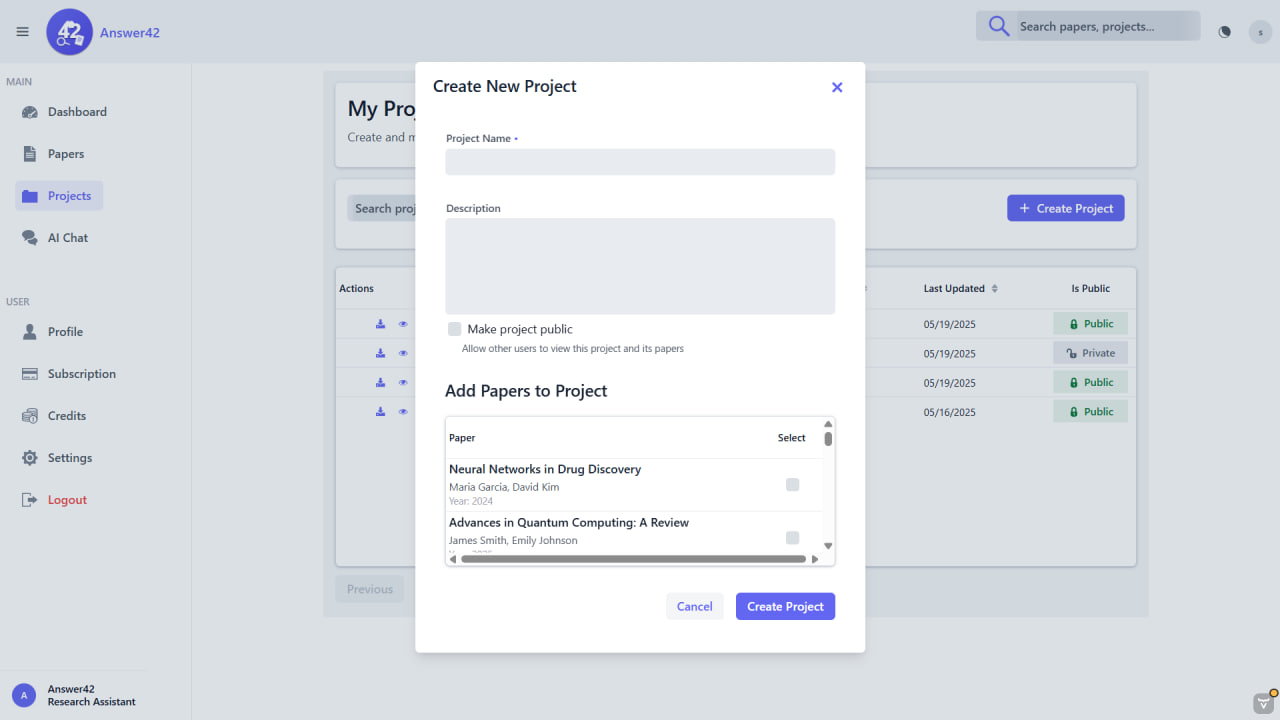 42
Answer42
Search papers, projects...
s
MAIN
Dashboard
Papers
Projects
AI Chat
USER
Profile
Subscription
Credits
Settings
Logout
A
Answer42
Research Assistant
My Proj
Create and m
Search proj
+ Create Project
Actions
Last Updated
Is Public
05/19/2025
Public
05/19/2025
Private
05/19/2025
Public
05/16/2025
Public
Previous
Create New Project
Project Name •
Description
Make project public
Allow other users to view this project and its papers
Add Papers to Project
Paper
Select
Neural Networks in Drug Discovery
Maria Garcia, David Kim
Year: 2024
Advances in Quantum Computing: A Review
James Smith, Emily Johnson
Cancel
Create Project